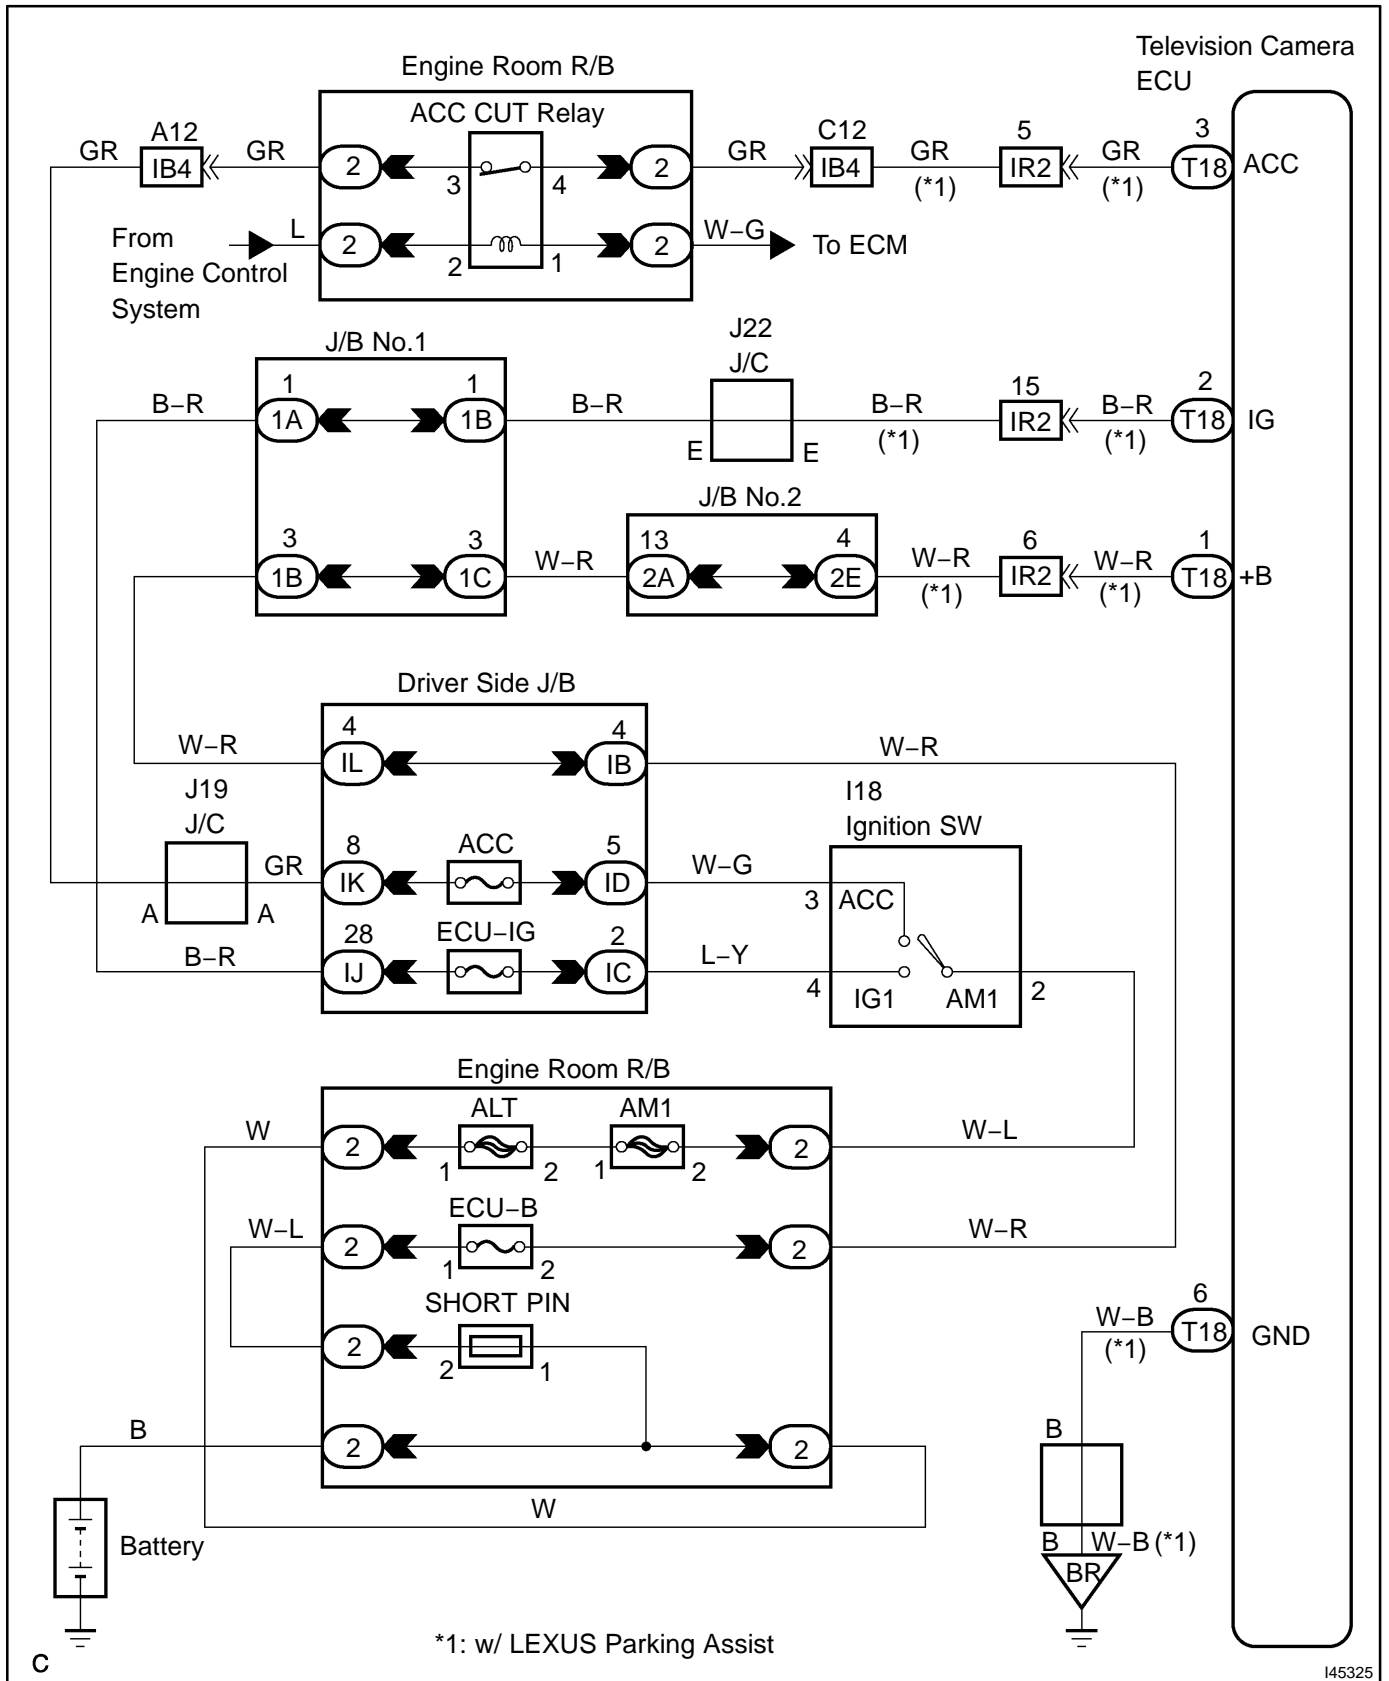 Television Camera
ECU
Engine Room R/B
ACC CUT Relay
A12
GR
IB4
GR
2
3
4
2
GR
C12
IB4
GR
(*1)
5
IR2
GR
(*1)
3
T18
ACC
From
Engine Control
System
L
2
2
1
2
W–G
To ECM
J/B No.1
J22
J/C
B–R
1
1A
1
1B
B–R
E
E
B–R
(*1)
15
IR2
B–R
(*1)
2
T18
IG
J/B No.2
3
1B
3
1C
W–R
13
2A
4
2E
W–R
(*1)
6
IR2
W–R
(*1)
1
T18
+B
Driver Side J/B
W–R
4
IL
4
IB
W–R
J19
J/C
A
A
GR
8
IK
ACC
5
ID
W–G
I18
Ignition SW
3
ACC
B–R
28
IJ
ECU–IG
2
IC
L–Y
4
IG1
AM1
2
Engine Room R/B
W
2
ALT
1
2
AM1
1
2
2
W–L
W–L
2
ECU–B
1
2
2
W–R
SHORT PIN
2
2
1
B
2
2
W
Battery
6
T18
GND
W–B
(*1)
B
B
W–B (*1)
BR
*1: w/ LEXUS Parking Assist
C
I45325